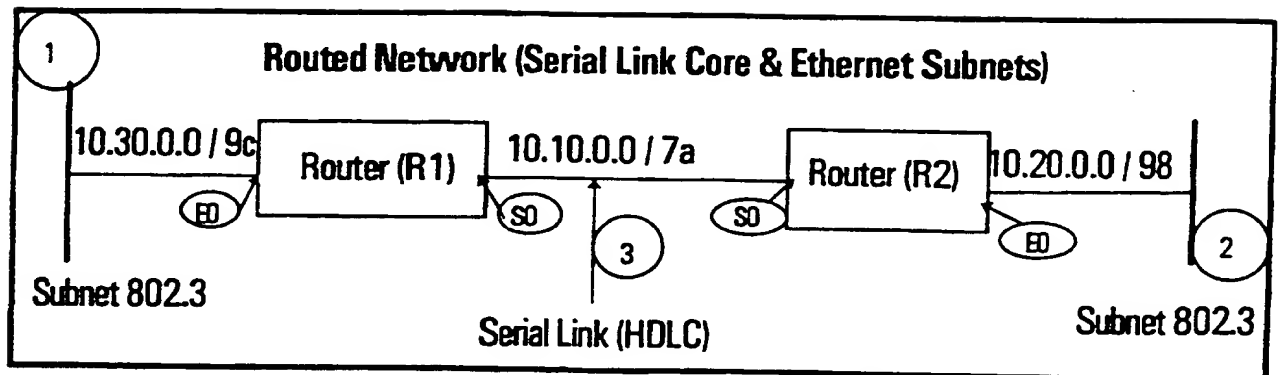 1
Routed Network (Serial Link Core & Ethernet Subnets)
10.30.0.0 / 9c
Router (R1)
10.10.0.0 / 7a
Router (R2)
10.20.0.0 / 98
E0
S0
3
S0
E0
2
Subnet 802.3
Serial Link (HDLC)
Subnet 802.3